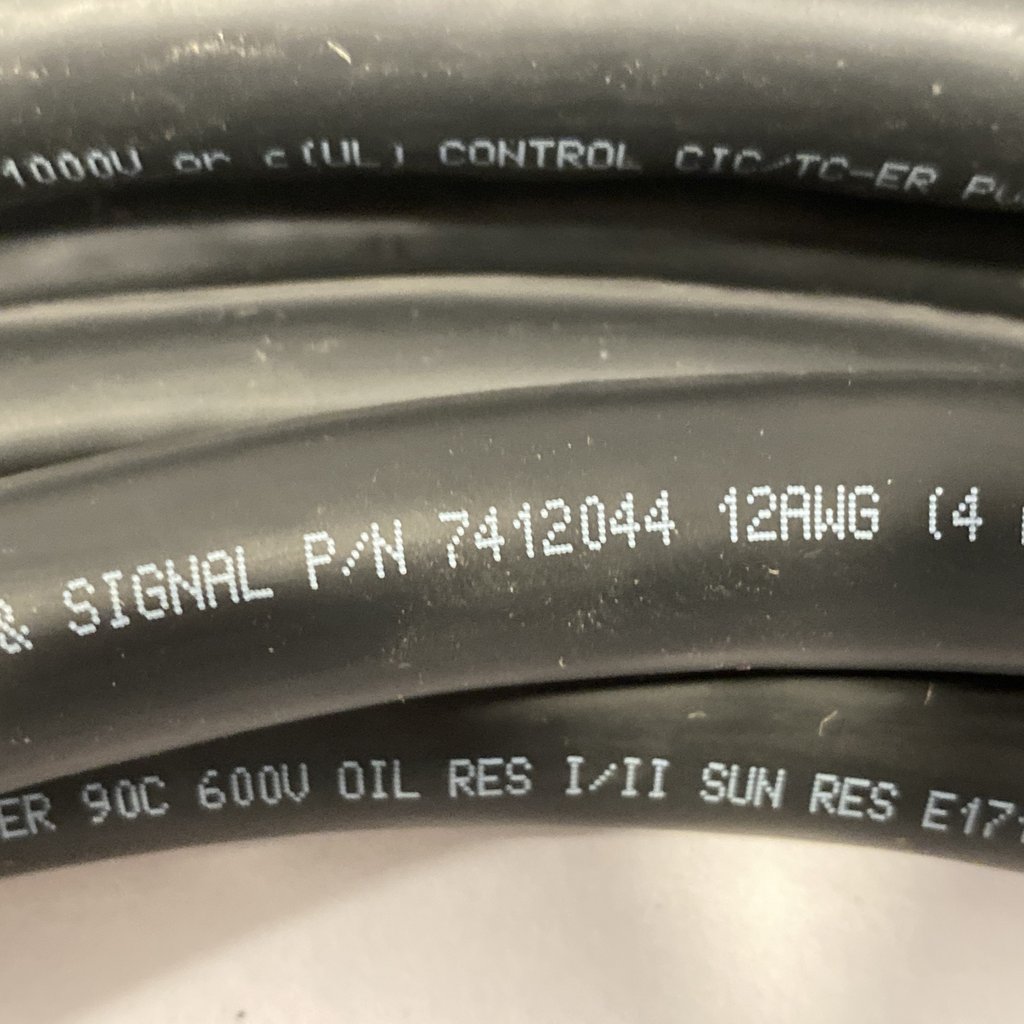 1000V or c(UL) CONTROL CIC/TC-ER
& SIGNAL P/N 7412044 12AWG (4
ER 90C 600V OIL RES I/II SUN RES E171